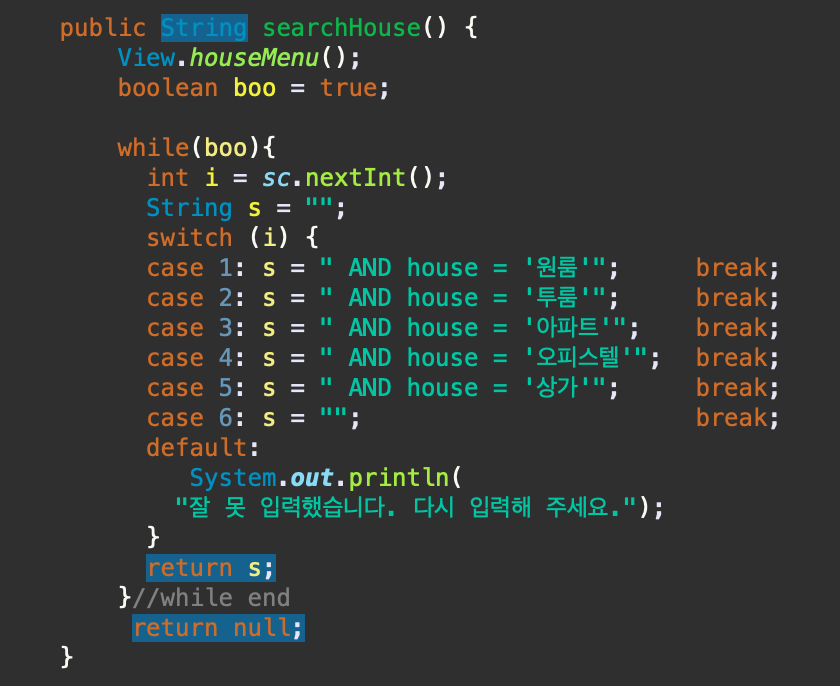 public String searchHouse() {
View.houseMenu();
boolean boo = true;
while(boo){
int i = sc.nextInt();
String s = "";
switch (i) {
case 1: s = " AND house = '원룸'"; break;
case 2: s = " AND house = '투룸'"; break;
case 3: s = " AND house = '아파트'"; break;
case 4: s = " AND house = '오피스텔'"; break;
case 5: s = " AND house = '상가'"; break;
case 6: s = ""; break;
default:
System.out.println(
"잘 못 입력했습니다. 다시 입력해 주세요.");
}
return s;
}//while end
return null;
}